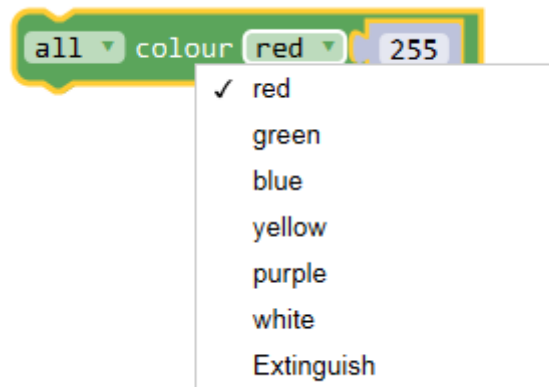 all colour red 255
✓ red
green
blue
yellow
purple
white
Extinguish